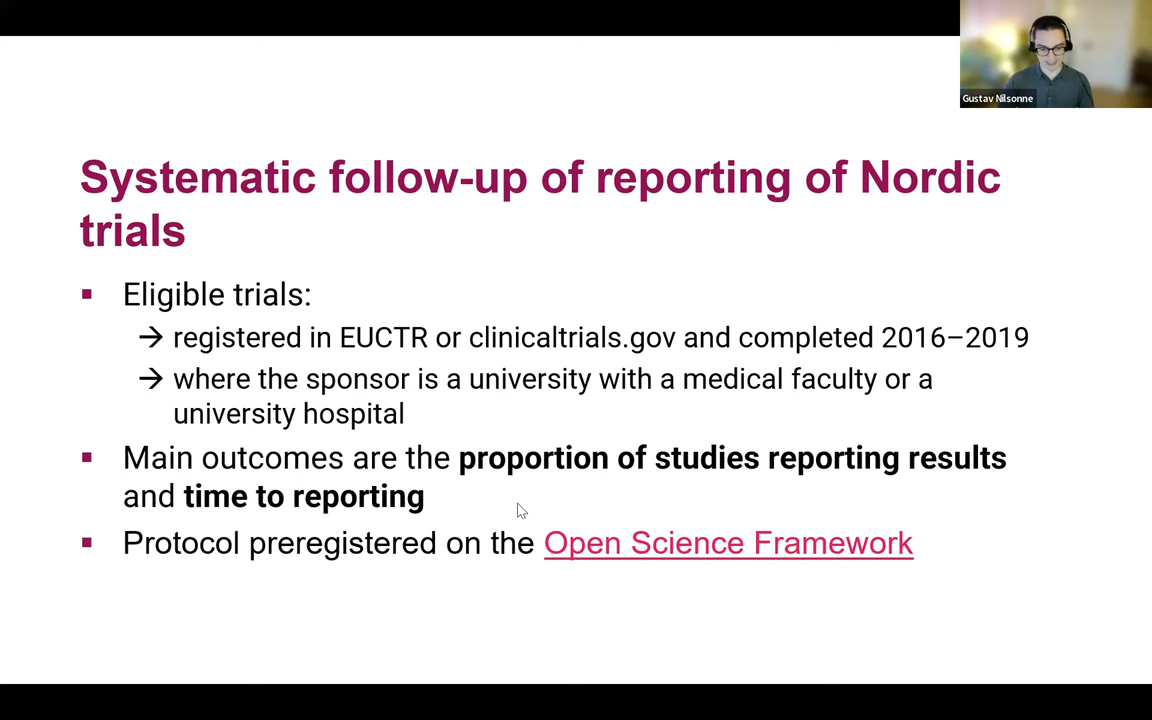 Gustav Nilsonne
Systematic follow-up of reporting of Nordic
trials
▪ Eligible trials:
→ registered in EUCTR or clinicaltrials.gov and completed 2016–2019
→ where the sponsor is a university with a medical faculty or a
university hospital
▪ Main outcomes are the proportion of studies reporting results
and time to reporting
▪ Protocol preregistered on the Open Science Framework